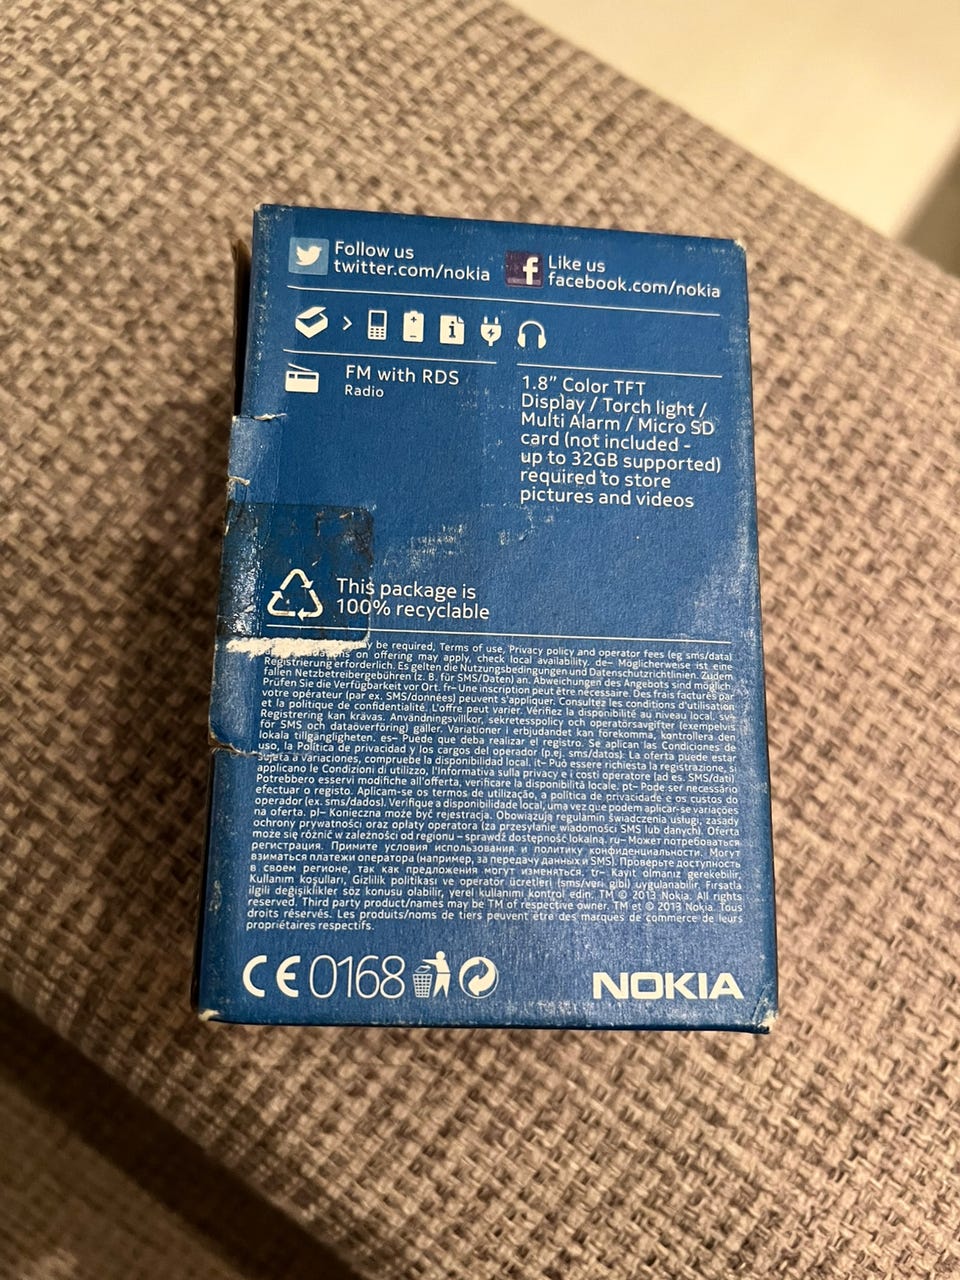 Follow us
twitter.com/nokia
Like us
facebook.com/nokia
FM with RDS
Radio
1.8” Color TFT
Display / Torch light /
Multi Alarm / Micro SD
card (not included -
up to 32GB supported)
required to store
pictures and videos
This package is
100% recyclable
be required, Terms of use, Privacy policy and operator fees (eg sms/data)
on offering may apply, check local availability. de– Möglicherweise ist eine
Registrierung erforderlich. Es gelten die Nutzungsbedingungen und Datenschutzrichtlinien. Zudem
fallen Netzbetreibergebühren (z. B. für SMS/Daten) an. Abweichungen des Angebots sind möglich.
Prüfen Sie die Verfügbarkeit vor Ort. fr– Une inscription peut être nécessaire. Des frais facturés par
votre opérateur (par ex. SMS/données) peuvent s'appliquer. Consultez les conditions d'utilisation
et la politique de confidentialité. L'offre peut varier. Vérifiez la disponibilité au niveau local. sv–
Registrering kan krävas. Användningsvillkor, sekretesspolicy och operatörsavgifter (exempelvis
för SMS och dataöverföring) gäller. Variationer i erbjudandet kan förekomma, kontrollera den
lokala tillgängligheten. es– Puede que deba realizar el registro. Se aplican las Condiciones de
uso, la Política de privacidad y los cargos del operador (p.ej. sms/datos). La oferta puede estar
sujeta a variaciones, compruebe la disponibilidad local. it– Può essere richiesta la registrazione, si
applicano le Condizioni di utilizzo, l'Informativa sulla privacy e i costi operatore (ad es. SMS/dati)
Potrebbero esservi modifiche all'offerta, verificare la disponibilità locale. pt– Pode ser necessário
efectuar o registo. Aplicam-se os termos de utilização, a política de privacidade e os custos do
operador (ex. sms/dados). Verifique a disponibilidade local, uma vez que podem aplicar-se variações
na oferta. pl– Konieczna może być rejestracja. Obowiązują regulamin świadczenia usługi, zasady
ochrony prywatności oraz opłaty operatora (za przesyłanie wiadomości SMS lub danych). Oferta
może się różnić w zależności od regionu – sprawdź dostępność lokalną. ru– Может потребоваться
регистрация. Примите условия использования и политику конфиденциальности. Могут
взиматься платежи оператора (например, за передачу данных и SMS). Проверьте доступность
в своем регионе, так как предложения могут изменяться. tr– Kayıt olmanız gerekebilir,
Kullanım koşulları, Gizlilik politikası ve operatör ücretleri (sms/veri gibi) uygulanabilir. Fırsatla
ilgili değişiklikler söz konusu olabilir, yerel kullanımı kontrol edin. TM © 2013 Nokia. All rights
reserved. Third party product/names may be TM of respective owner. TM et © 2013 Nokia. Tous
droits réservés. Les produits/noms de tiers peuvent être des marques de commerce de leurs
propriétaires respectifs.
CE 0168
NOKIA